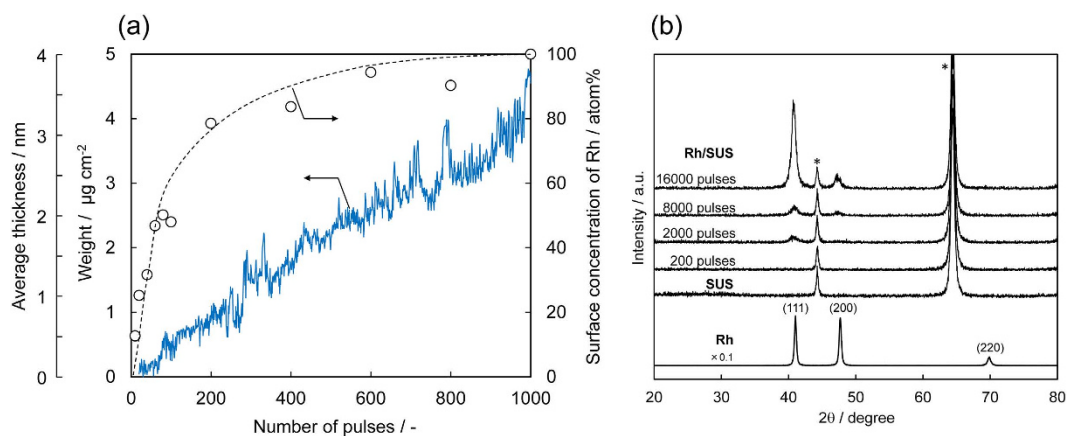 (a)
Average thickness / nm
4
3
2
1
0
Weight / µg cm-2
5
4
3
2
1
0
100
80
60
40
20
0
Surface concentration of Rh / atom%
0 200 400 600 800 1000
Number of pulses / -
(b)
Intensity / a.u.
*
*
Rh/SUS
16000 pulses
8000 pulses
2000 pulses
200 pulses
SUS
(111) (200)
(220)
Rh
× 0.1
20 30 40 50 60 70 80
2θ / degree